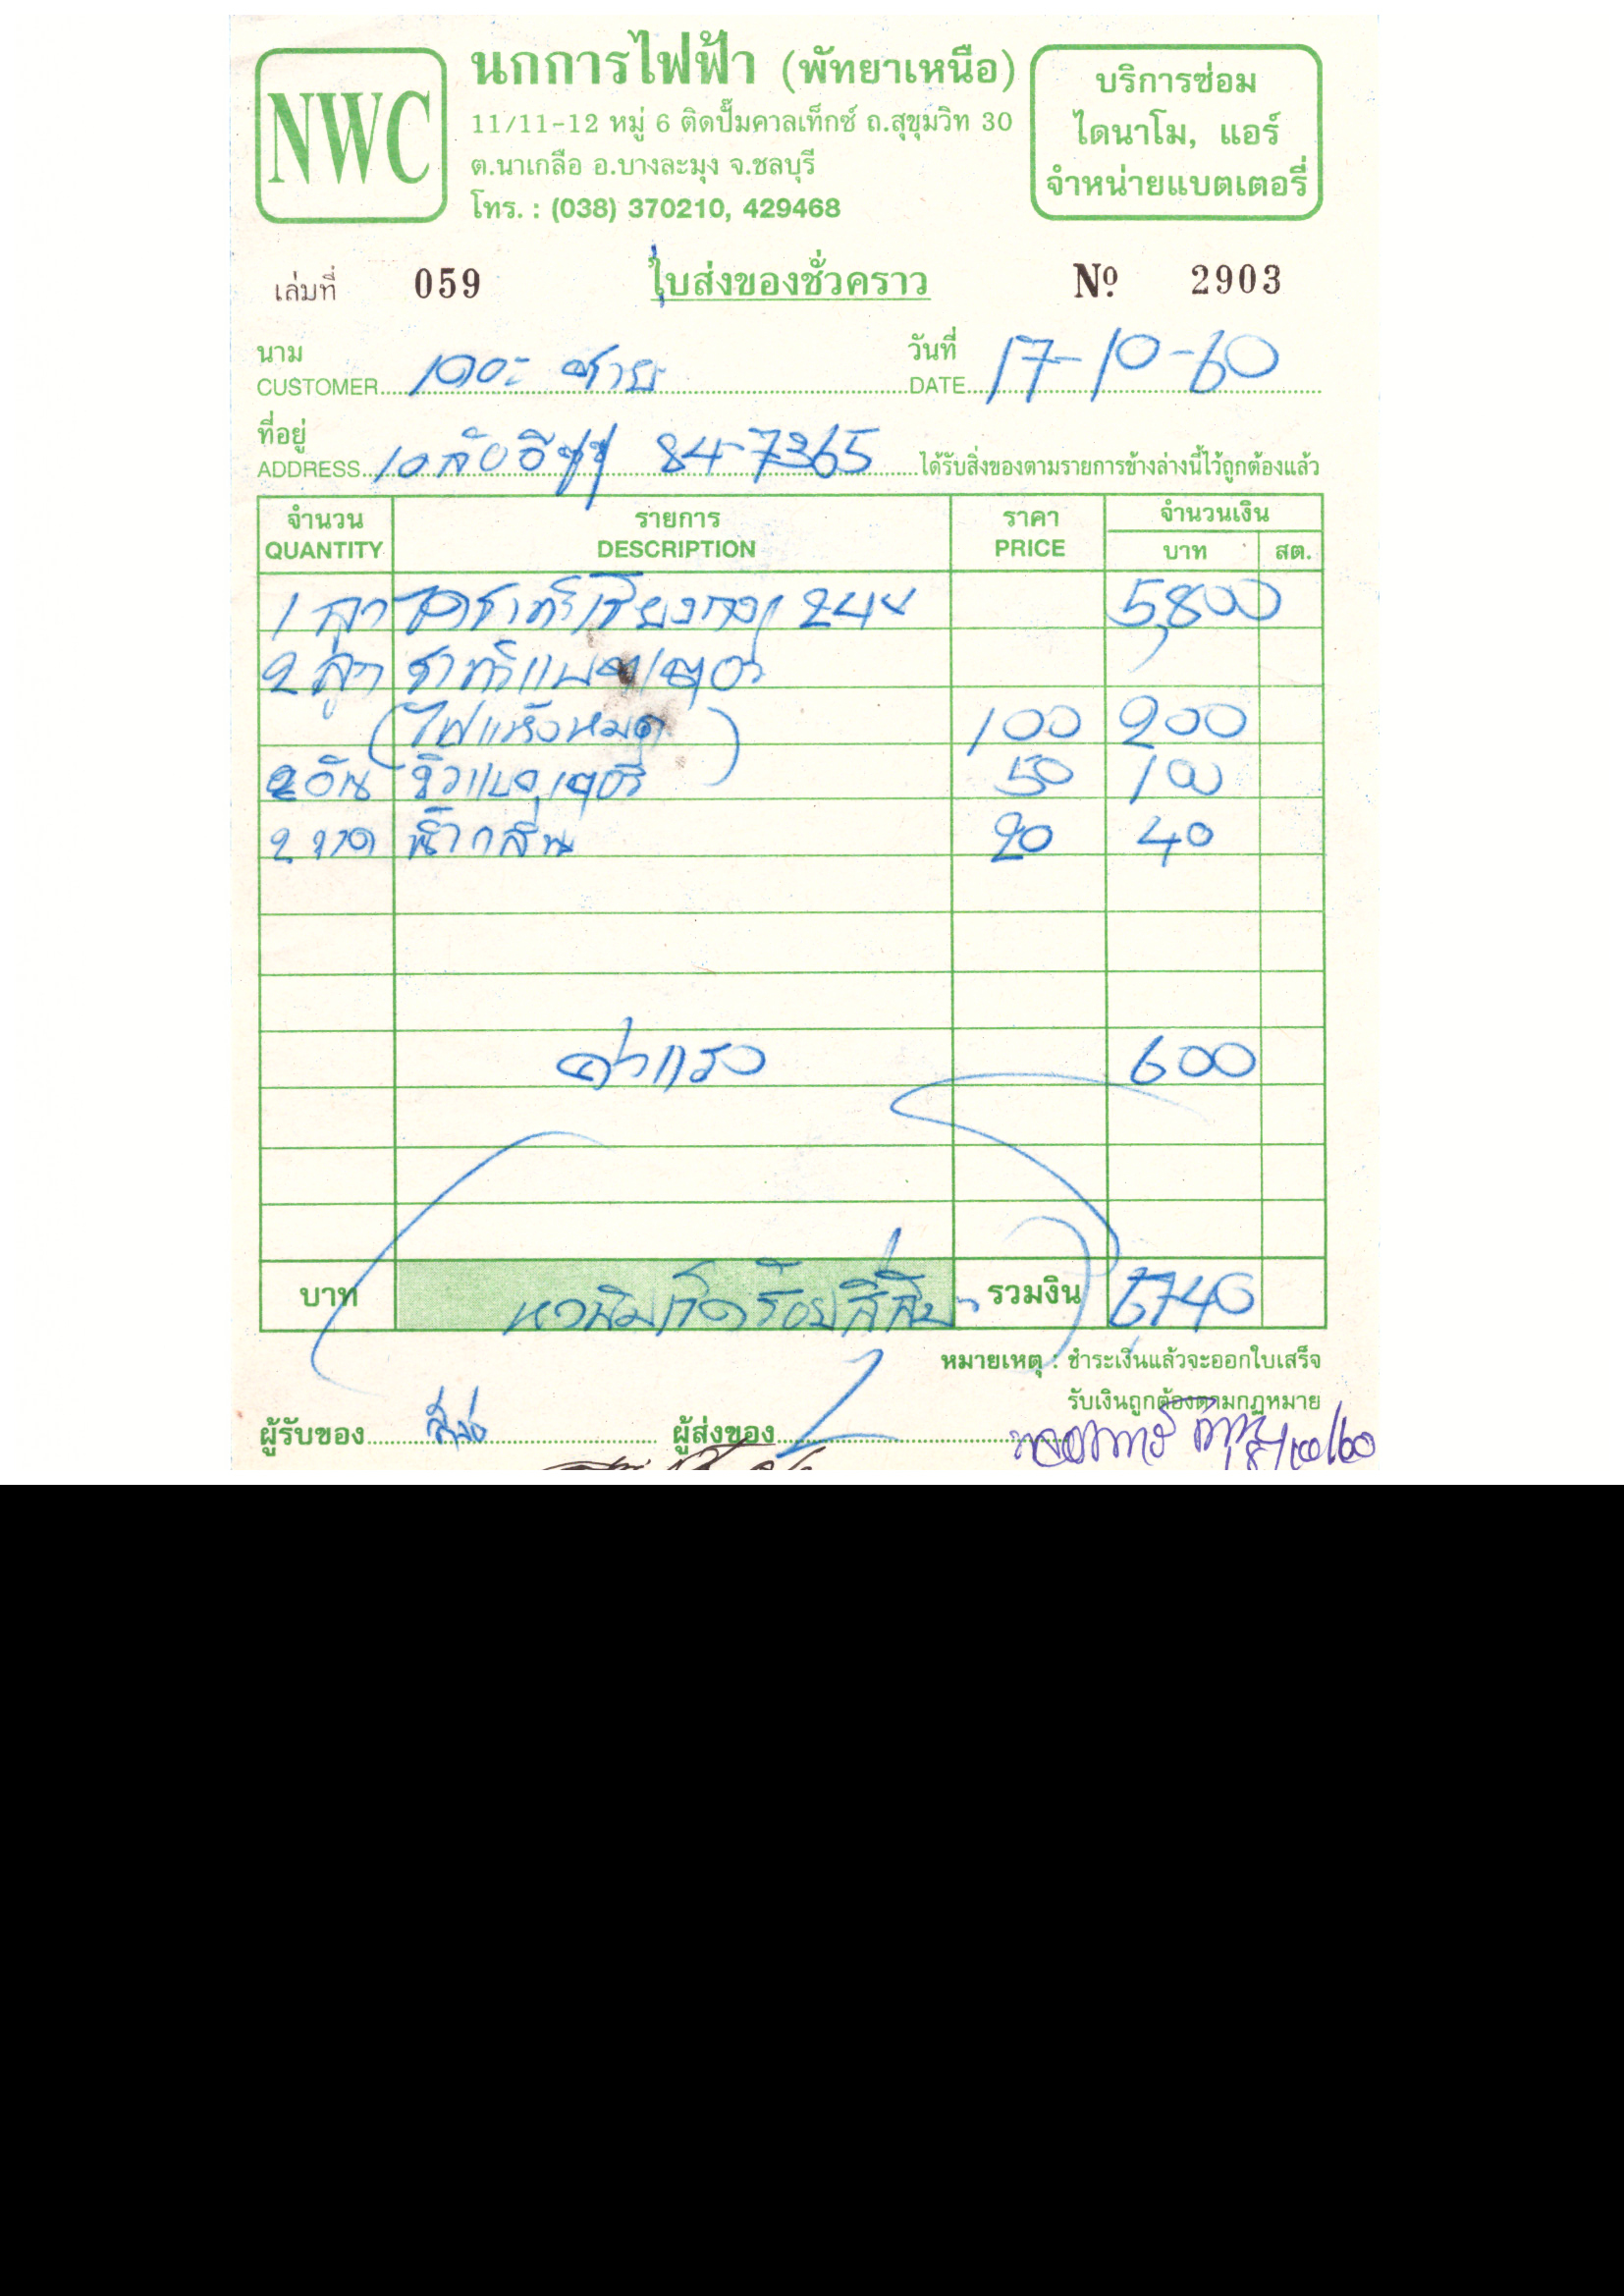 NWC
นกการไฟฟ้า (พัทยาเหนือ)
11/11-12 หมู่ 6 ติดปั๊มคาลเท็กซ์ ถ.สุขุมวิท 30
ต.นาเกลือ อ.บางละมุง จ.ชลบุรี
โทร. : (038) 370210, 429468
บริการซ่อม
ไดนาโม, แอร์
จำหน่ายแบตเตอรี่
เล่มที่ 059 ใบส่งของชั่วคราว Nº 2903
นาม วันที่
CUSTOMER เดอะ ชาย DATE 17-10-60
ที่อยู่
ADDRESS 84-7365 ได้รับสิ่งของตามรายการข้างล่างนี้ไว้ถูกต้องแล้ว
จำนวน รายการ ราคา จำนวนเงิน
QUANTITY DESCRIPTION PRICE บาท สต.
1 ลูก ไดชาทร์เชียงกง 24V 5,800
2 ลูก ชาทร์แบตเตอรี่
(ไฟแห้งหมด) 100 200
2 อัน ขั้วแบตเตอรี่ 50 100
2 ขวด น้ำกลั่น 20 40
ค่าแรง 600
บาท หกพันเจ็ดร้อยสี่สิบ รวมงิน 6740
หมายเหตุ : ชำระเงินแล้วจะออกใบเสร็จ
รับเงินถูกต้องตามกฎหมาย
ผู้รับของ ผู้ส่งของ
18/10/60